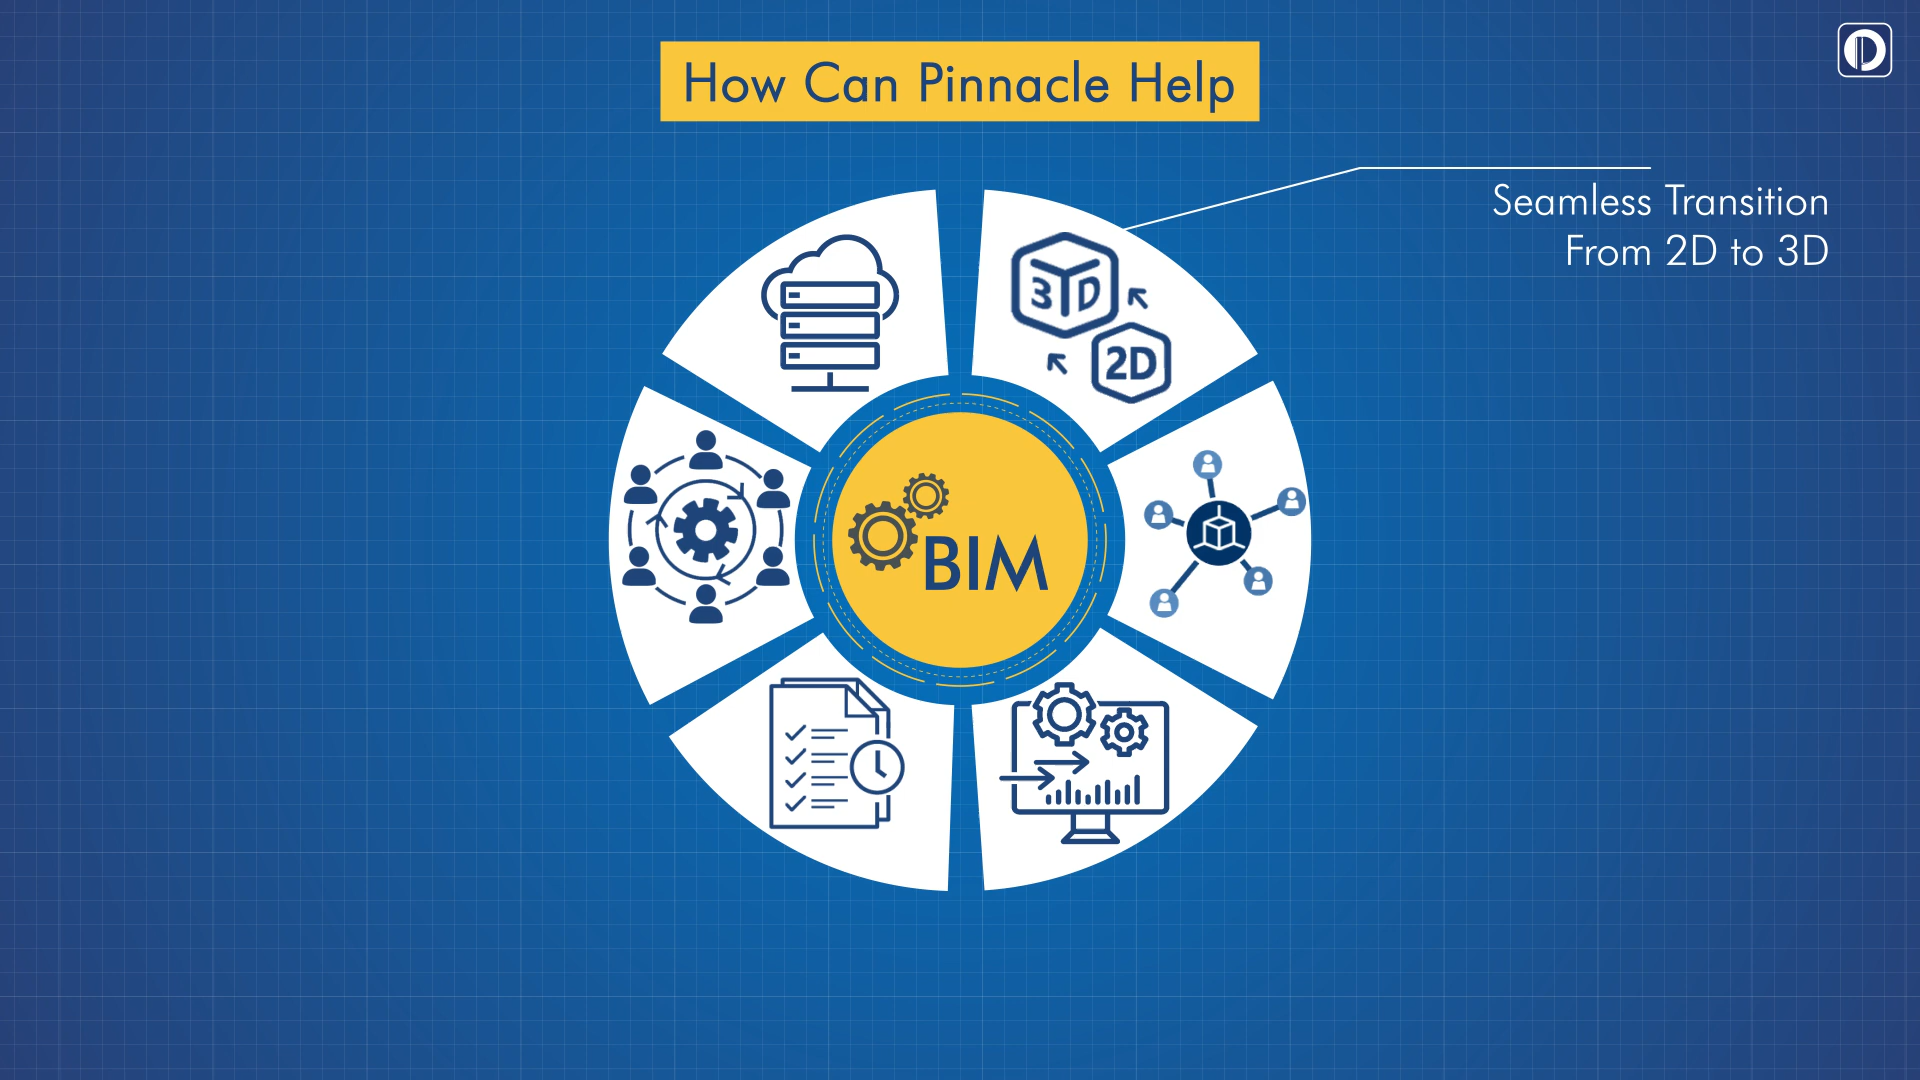 How Can Pinnacle Help
Seamless Transition
From 2D to 3D
3D
2D
BIM